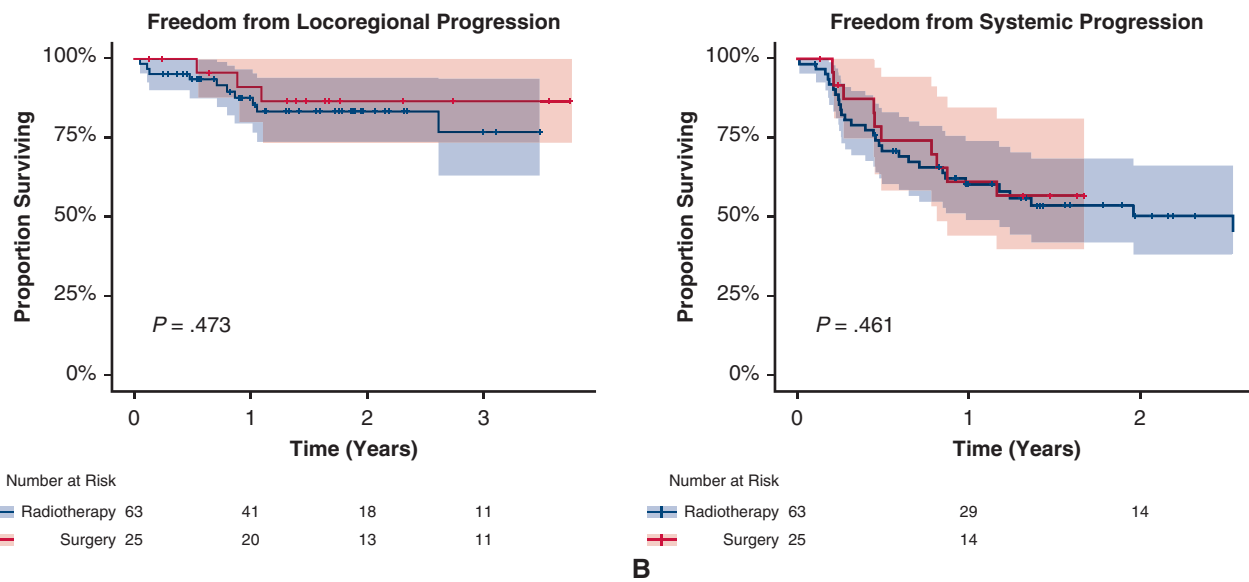 Freedom from Locoregional Progression
100%
75%
50%
25%
0%
Proportion Surviving
P = .473
0 1 2 3
Time (Years)
Number at Risk
Radiotherapy 63 41 18 11
Surgery 25 20 13 11
Freedom from Systemic Progression
100%
75%
50%
25%
0%
Proportion Surviving
P = .461
0 1 2
Time (Years)
Number at Risk
Radiotherapy 63 29 14
Surgery 25 14
B